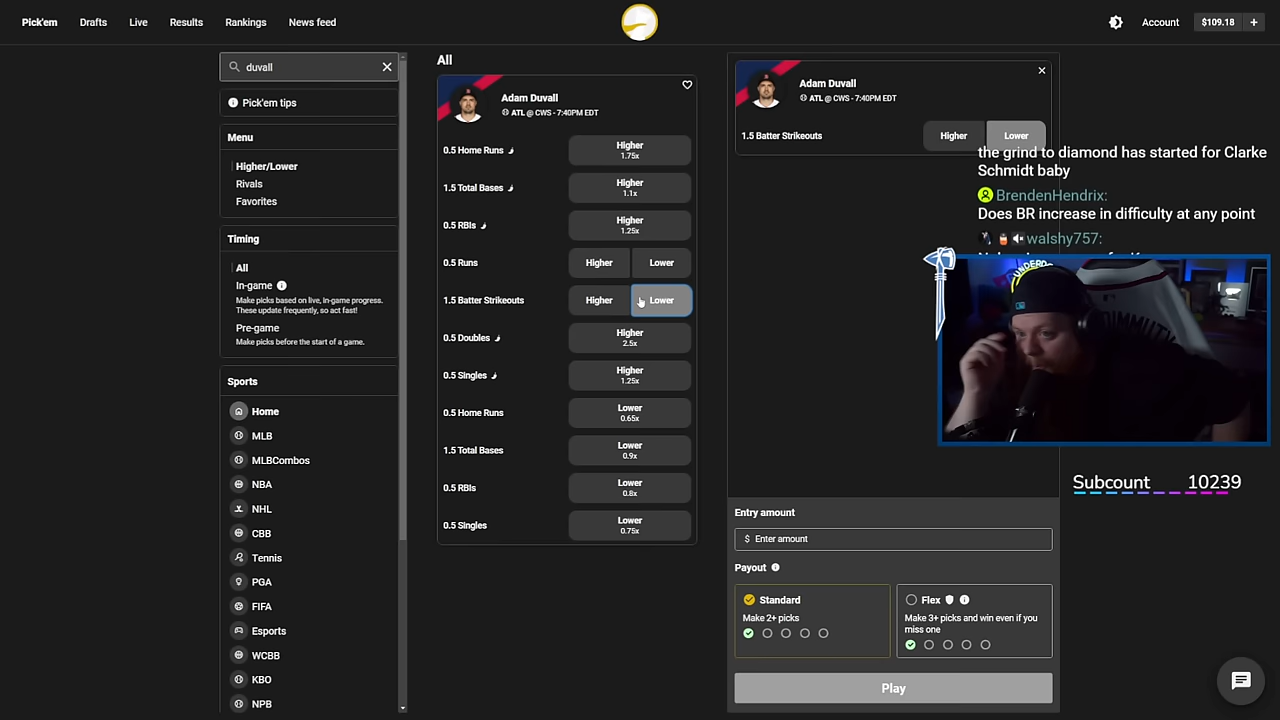 Pick'em
Drafts
Live
Results
Rankings
News feed
Account
$109.18
+
duvall
Pick'em tips
Menu
Higher/Lower
Rivals
Favorites
Timing
All
In-game
Make picks based on live, in-game progress.
These update frequently, so act fast!
Pre-game
Make picks before the start of a game.
Sports
Home
MLB
MLBCombos
NBA
NHL
CBB
Tennis
PGA
FIFA
Esports
WCBB
KBO
NPB
All
Adam Duvall
ATL @ CWS - 7:40PM EDT
0.5 Home Runs
Higher
1.75x
1.5 Total Bases
Higher
1.1x
0.5 RBIs
Higher
1.25x
0.5 Runs
Higher
Lower
1.5 Batter Strikeouts
Higher
Lower
0.5 Doubles
Higher
2.5x
0.5 Singles
Higher
1.25x
0.5 Home Runs
Lower
0.65x
1.5 Total Bases
Lower
0.9x
0.5 RBIs
Lower
0.8x
0.5 Singles
Lower
0.75x
Adam Duvall
ATL @ CWS - 7:40PM EDT
1.5 Batter Strikeouts
Higher
Lower
the grind to diamond has started for Clarke
Schmidt baby
BrendenHendrix:
Does BR increase in difficulty at any point
walshy757:
Subcount 10239
Entry amount
$ Enter amount
Payout
Standard
Make 2+ picks
Flex
Make 3+ picks and win even if you
miss one
Play